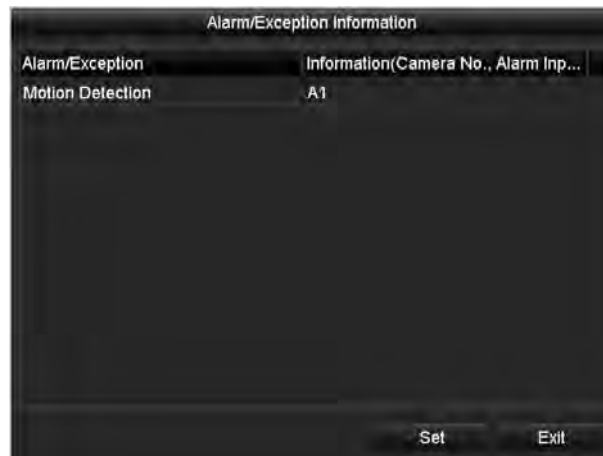 Alarm/Exception Information
Alarm/Exception Information(Camera No., Alarm Inp...
Motion Detection A1
Set Exit